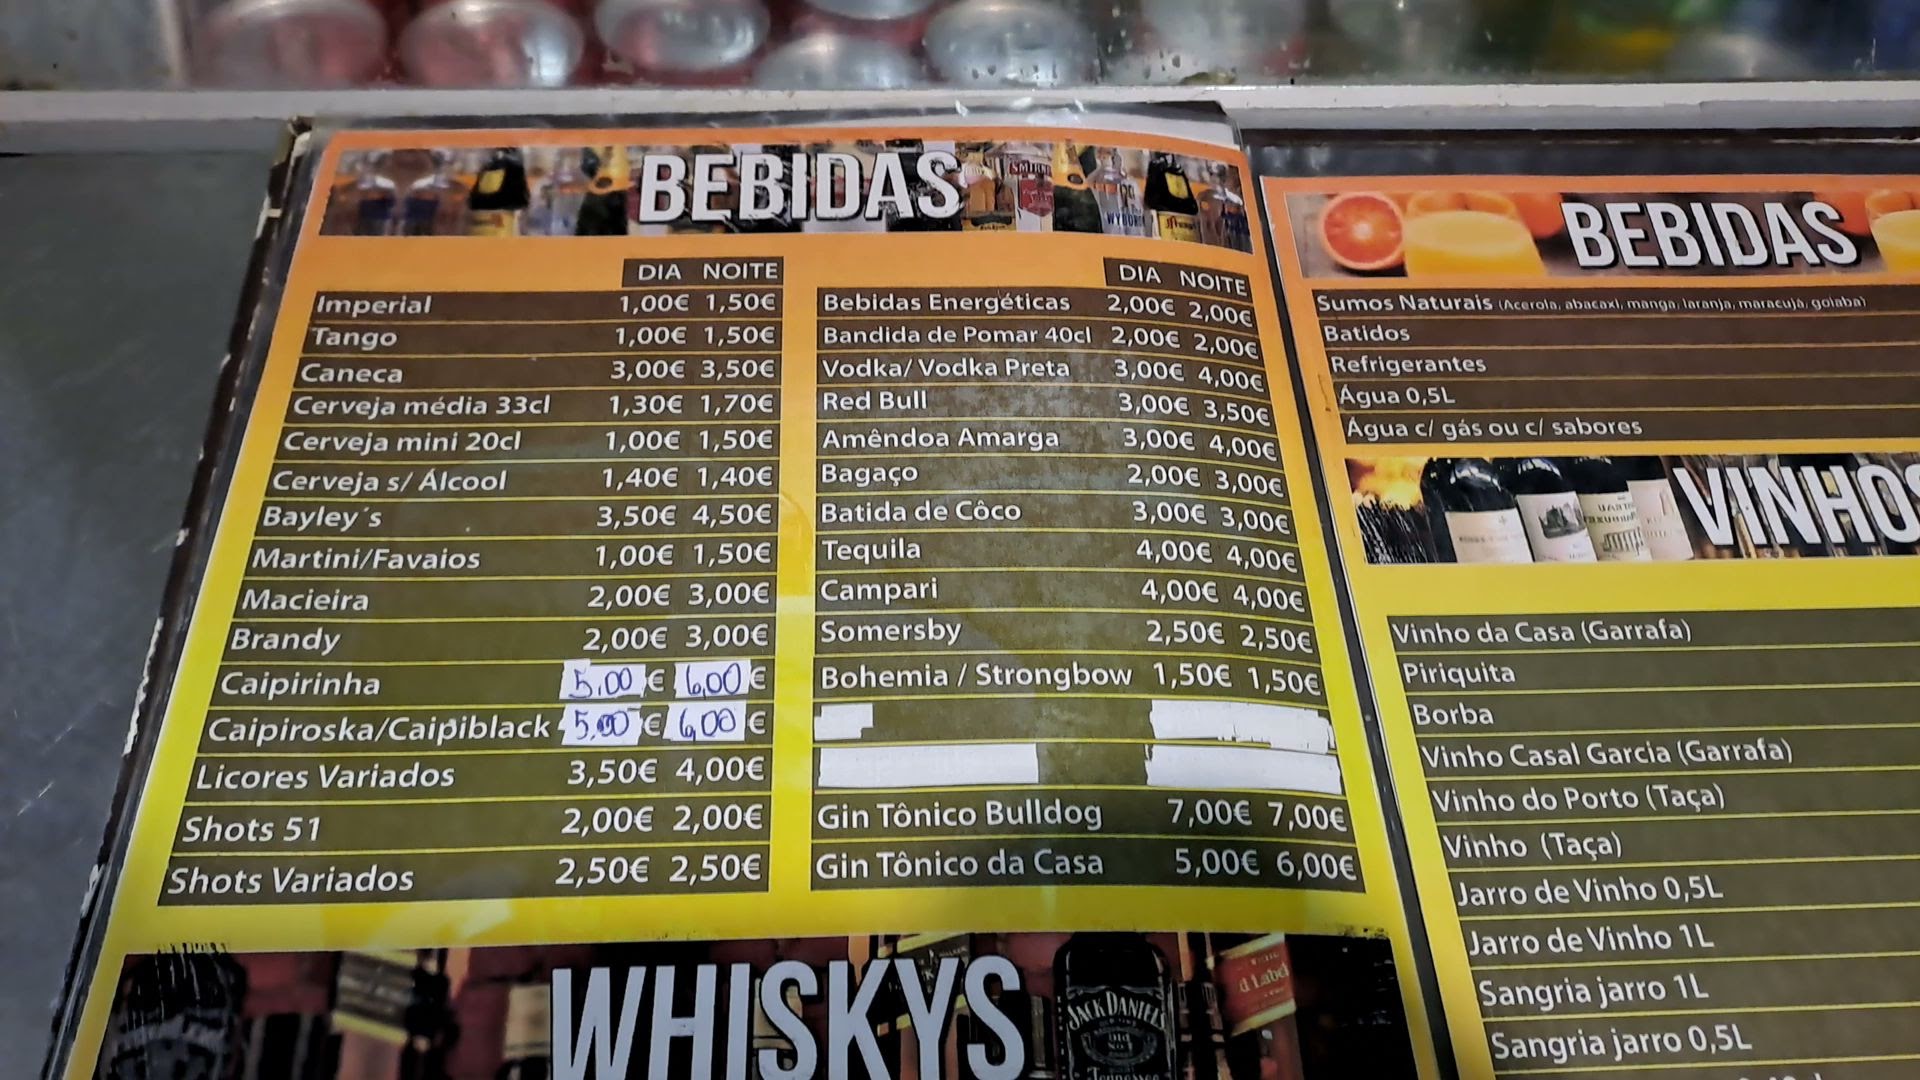 BEBIDAS
DIA NOITE
Imperial 1,00€ 1,50€
Tango 1,00€ 1,50€
Caneca 3,00€ 3,50€
Cerveja média 33cl 1,30€ 1,70€
Cerveja mini 20cl 1,00€ 1,50€
Cerveja s/ Álcool 1,40€ 1,40€
Bayley´s 3,50€ 4,50€
Martini/Favaios 1,00€ 1,50€
Macieira 2,00€ 3,00€
Brandy 2,00€ 3,00€
Caipirinha 5,00 € 6,00 €
Caipiroska/Caipiblack 5,00 € 6,00 €
Licores Variados 3,50€ 4,00€
Shots 51 2,00€ 2,00€
Shots Variados 2,50€ 2,50€
DIA NOITE
Bebidas Energéticas 2,00€ 2,00€
Bandida de Pomar 40cl 2,00€ 2,00€
Vodka/ Vodka Preta 3,00€ 4,00€
Red Bull 3,00€ 3,50€
Amêndoa Amarga 3,00€ 4,00€
Bagaço 2,00€ 3,00€
Batida de Côco 3,00€ 3,00€
Tequila 4,00€ 4,00€
Campari 4,00€ 4,00€
Somersby 2,50€ 2,50€
Bohemia / Strongbow 1,50€ 1,50€
Gin Tônico Bulldog 7,00€ 7,00€
Gin Tônico da Casa 5,00€ 6,00€
WHISKYS
JACK DANIEL'S
Old
No.7
Tennessee
d Label
BEBIDAS
Sumos Naturais (Acerola, abacaxi, manga, laranja, maracujá, goiaba)
Batidos
Refrigerantes
Água 0,5L
Água c/ gás ou c/ sabores
VINHOS
Vinho da Casa (Garrafa)
Piriquita
Borba
Vinho Casal Garcia (Garrafa)
Vinho do Porto (Taça)
Vinho (Taça)
Jarro de Vinho 0,5L
Jarro de Vinho 1L
Sangria jarro 1L
Sangria jarro 0,5L